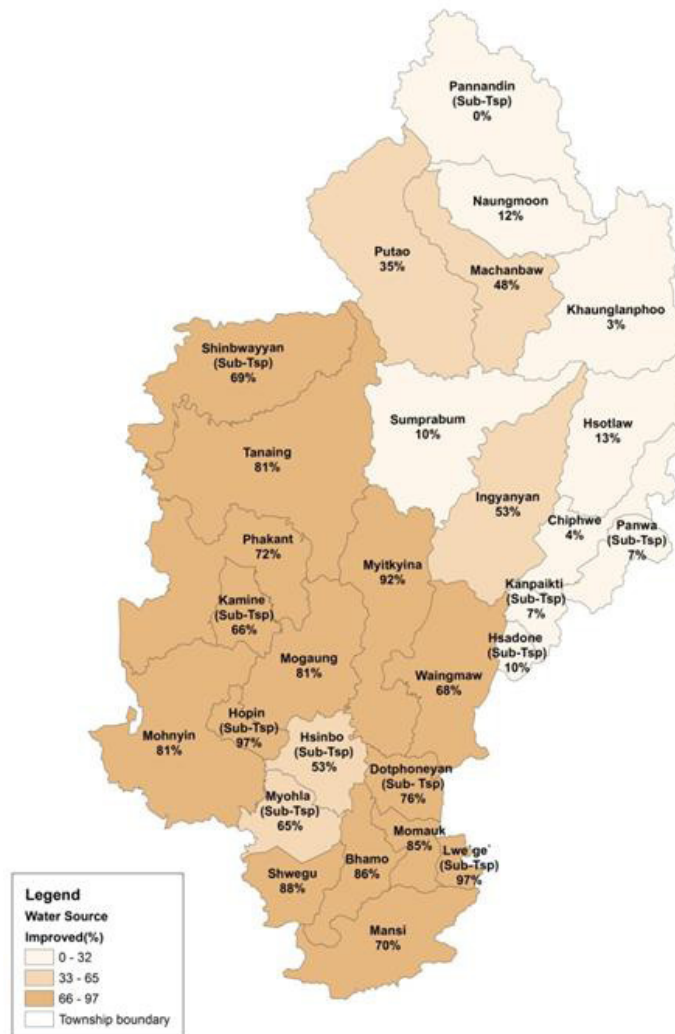 Pannandin
(Sub-Tsp)
0%
Naungmoon
12%
Putao
35%
Machanbaw
48%
Khaunglanphoo
3%
Shinbwayyan
(Sub-Tsp)
69%
Sumprabum
10%
Hsotlaw
13%
Tanaing
81%
Ingyanyan
53%
Chiphwe
4%
Panwa
(Sub-Tsp)
7%
Phakant
72%
Myitkyina
92%
Kanpaikti
(Sub-Tsp)
7%
Kamine
(Sub-Tsp)
66%
Hsadone
(Sub-Tsp)
10%
Mogaung
81%
Waingmaw
68%
Hopin
(Sub-Tsp)
97%
Mohnyin
81%
Hsinbo
(Sub-Tsp)
53%
Dotphoneyan
(Sub- Tsp)
76%
Myohla
(Sub-Tsp)
65%
Momauk
85%
Lwe`ge`
(Sub-Tsp)
97%
Bhamo
86%
Shwegu
88%
Mansi
70%
Legend
Water Source
Improved(%)
0 - 32
33 - 65
66 - 97
Township boundary